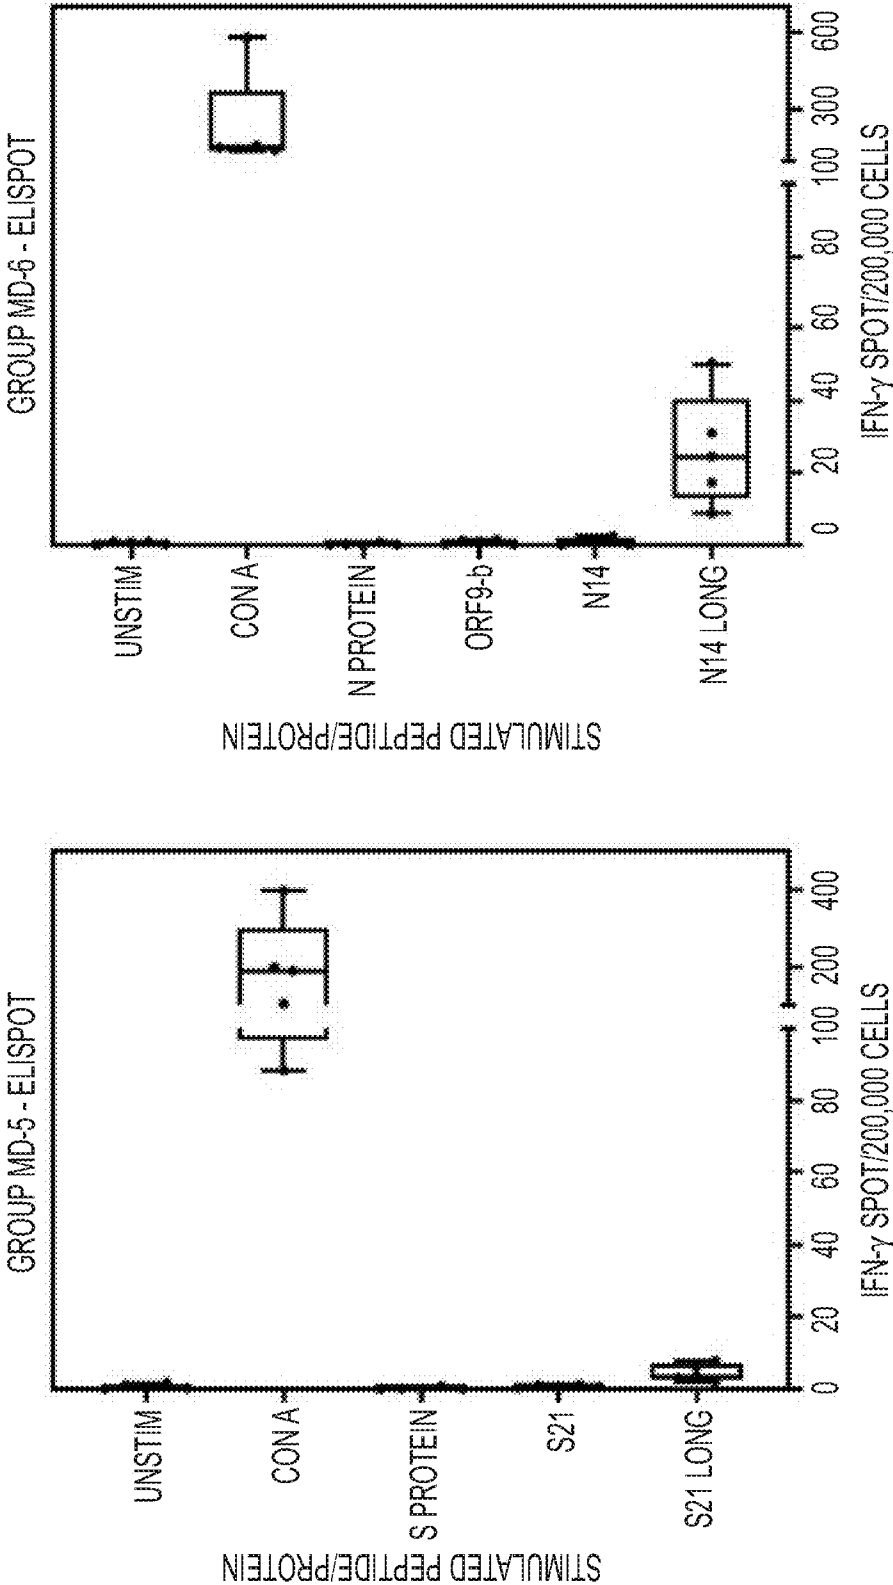 GROUP MD-5 - ELISPOT
STIMULATED PEPTIDE/PROTEIN
UNSTIM
CON A
S PROTEIN
S21
S21 LONG
0
20
40
60
80
100
200
400
IFN-γ SPOT/200,000 CELLS
GROUP MD-6 - ELISPOT
STIMULATED PEPTIDE/PROTEIN
UNSTIM
CON A
N PROTEIN
ORF9-b
N14
N14 LONG
0
20
40
60
80
100
300
600
IFN-γ SPOT/200,000 CELLS